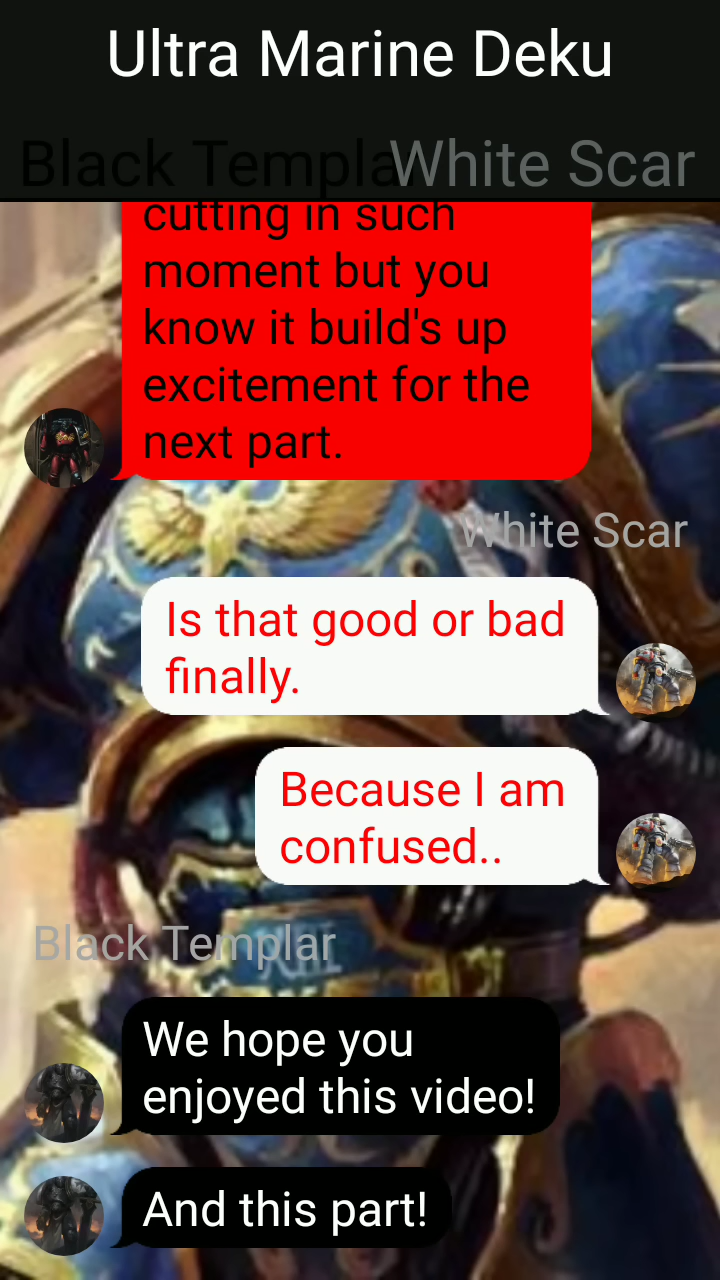 Ultra Marine Deku
Black Templar White Scar
cutting in such
moment but you
know it build's up
excitement for the
next part.
White Scar
Is that good or bad
finally.
Because I am
confused..
Black Templar
We hope you
enjoyed this video!
And this part!